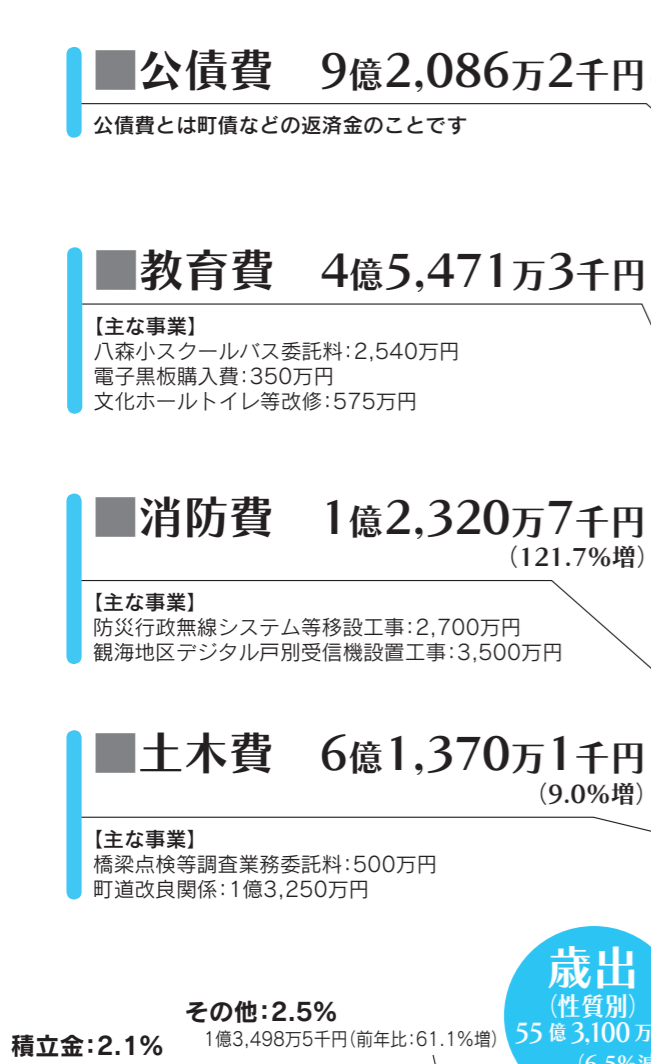 ■公債費 9億2,086万2千円
公債費とは町債などの返済金のことです
■教育費 4億5,471万3千円
【主な事業】
八森小スクールバス委託料：2,540万円
電子黒板購入費：350万円
文化ホールトイレ等改修：575万円
■消防費 1億2,320万7千円
（121.7%増）
【主な事業】
防災行政無線システム等移設工事：2,700万円
観海地区デジタル戸別受信機設置工事：3,500万円
■土木費 6億1,370万1千円
（9.0%増）
【主な事業】
橋梁点検等調査業務委託料：500万円
町道改良関係：1億3,250万円
歳出
（性質別）
55億3,100万
（6.5%減
その他：2.5%
1億3,498万5千円（前年比：61.1%増）
積立金：2.1%